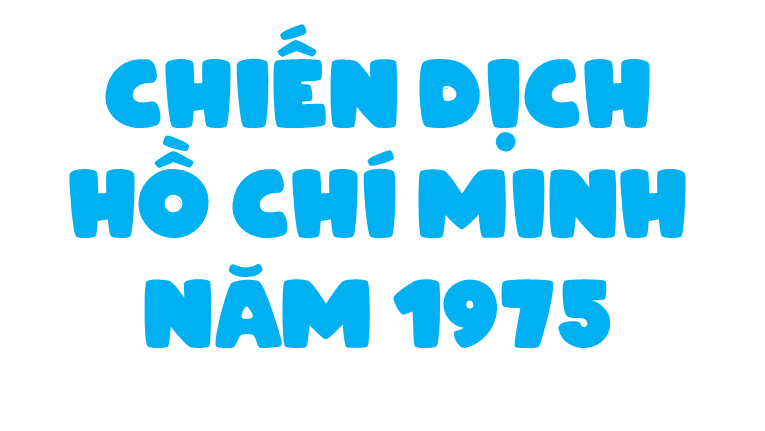 CHIẾN DỊCH
HỒ CHÍ MINH
NĂM 1975